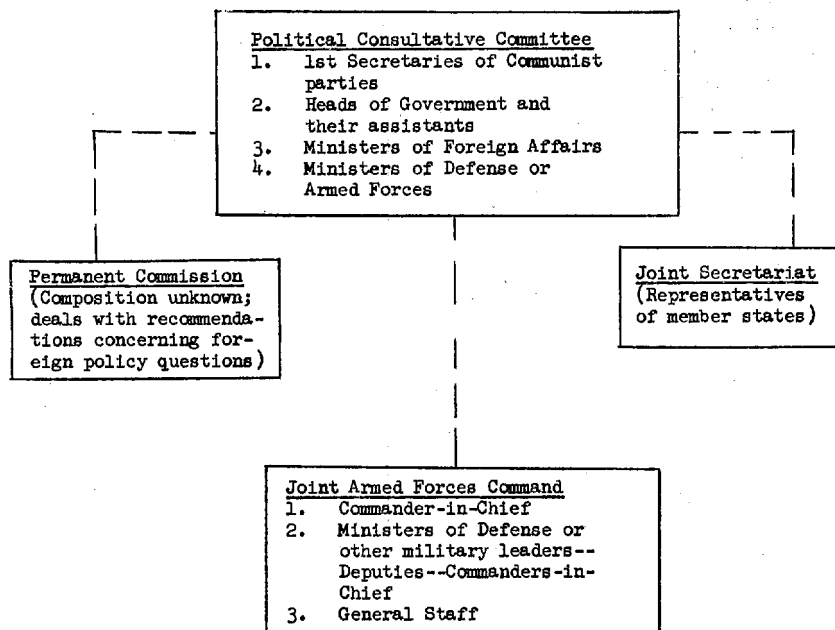 Political Consultative Committee
1. 1st Secretaries of Communist
parties
2. Heads of Government and
their assistants
3. Ministers of Foreign Affairs
4. Ministers of Defense or
Armed Forces
Permanent Commission
(Composition unknown;
deals with recommenda-
tions concerning for-
eign policy questions)
Joint Secretariat
(Representatives
of member states)
Joint Armed Forces Command
1. Commander-in-Chief
2. Ministers of Defense or
other military leaders--
Deputies--Commanders-in-
Chief
3. General Staff